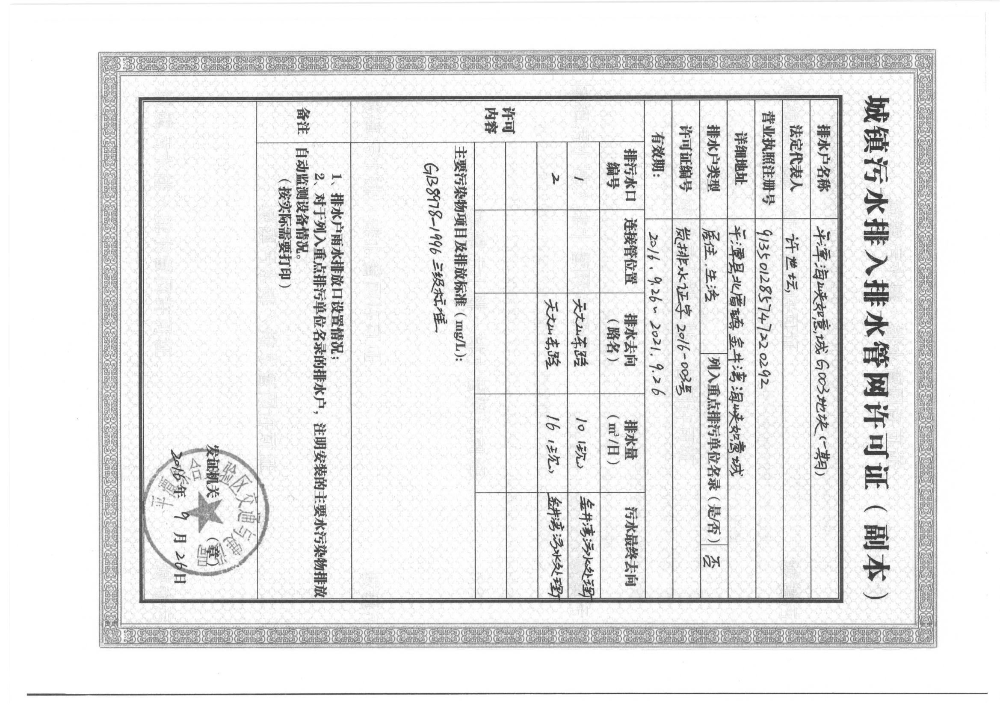 城镇污水排入排水管网许可证（副本）
排水户名称 平潭海峡如意城G003地块(一期)
法定代表人 许世坛
营业执照注册号 913501285747220292
详细地址 平潭县北厝镇金井湾海峡如意城
排水户类型 居住.生活 列入重点排污单位名录（是/否） 否
许可证编号 岚排水证字2016-003号
有效期： 2016.9.26~2021.9.26
许可内容
排污水口编号 连接管位置 排水去向（路名） 排水量（m³/日） 污水最终去向
1 天大山东路 10 金井湾污水处理厂
2 天大山东路 16 金井湾污水处理厂
主要污染物项目及排放标准（mg/L）：
GB8978-1996 三级标准
备注
1、排水户雨水排放口设置情况；
2、对于列入重点排污单位名录的排水户，注明安装的主要水污染物排放
自动监测设备情况。
（按实际需要打印）
发证机关（章）
2016年9月26日
平潭综合实验区交通与建设局